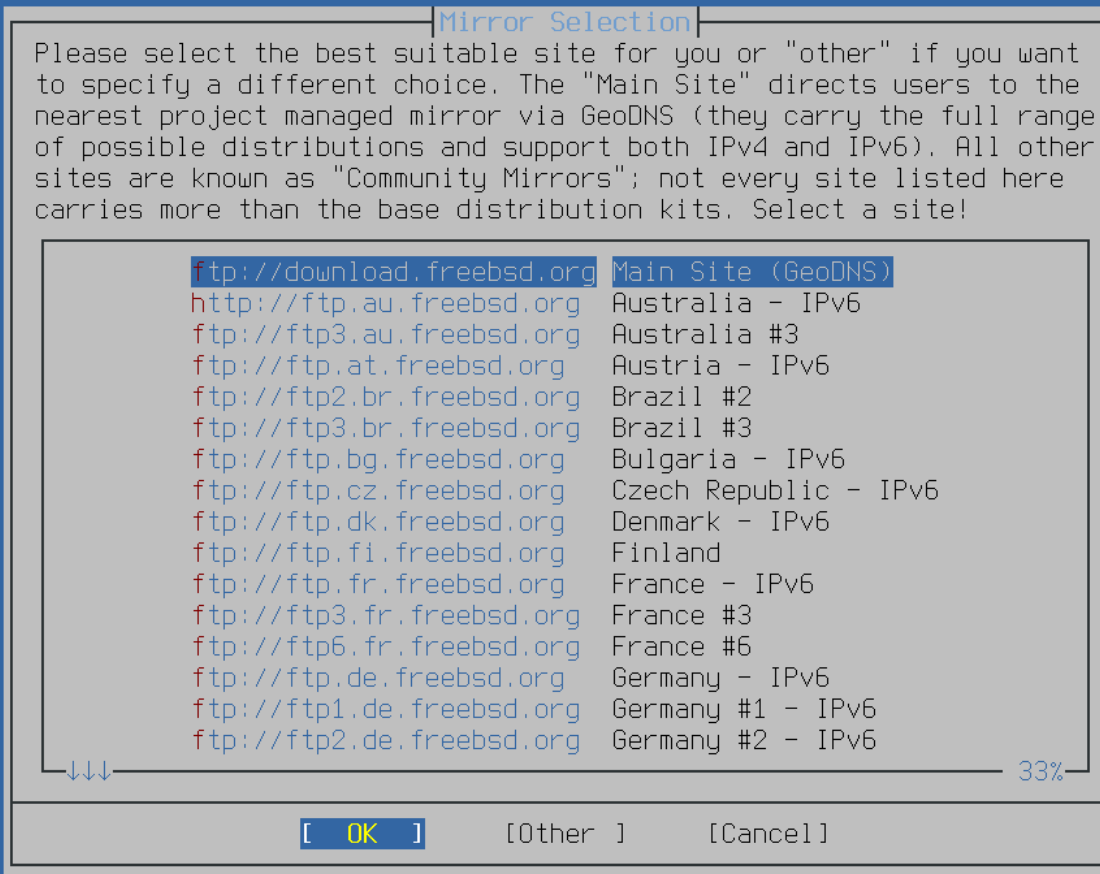 Mirror Selection
Please select the best suitable site for you or "other" if you want
to specify a different choice. The "Main Site" directs users to the
nearest project managed mirror via GeoDNS (they carry the full range
of possible distributions and support both IPv4 and IPv6). All other
sites are known as "Community Mirrors"; not every site listed here
carries more than the base distribution kits. Select a site!
ftp://download.freebsd.org Main Site (GeoDNS)
http://ftp.au.freebsd.org Australia - IPv6
ftp://ftp3.au.freebsd.org Australia #3
ftp://ftp.at.freebsd.org Austria - IPv6
ftp://ftp2.br.freebsd.org Brazil #2
ftp://ftp3.br.freebsd.org Brazil #3
ftp://ftp.bg.freebsd.org Bulgaria - IPv6
ftp://ftp.cz.freebsd.org Czech Republic - IPv6
ftp://ftp.dk.freebsd.org Denmark - IPv6
ftp://ftp.fi.freebsd.org Finland
ftp://ftp.fr.freebsd.org France - IPv6
ftp://ftp3.fr.freebsd.org France #3
ftp://ftp6.fr.freebsd.org France #6
ftp://ftp.de.freebsd.org Germany - IPv6
ftp://ftp1.de.freebsd.org Germany #1 - IPv6
ftp://ftp2.de.freebsd.org Germany #2 - IPv6
↓↓↓ 33%
[ OK ] [Other ] [Cancel]